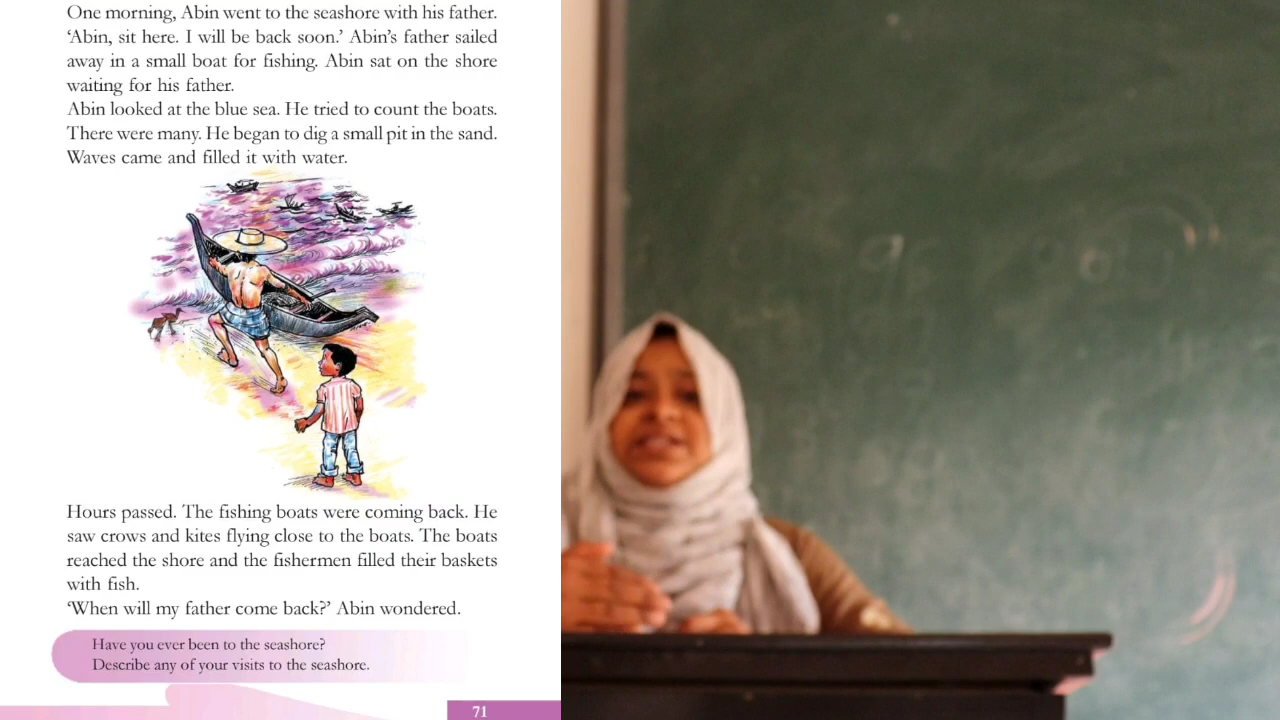 One morning, Abin went to the seashore with his father.
‘Abin, sit here. I will be back soon.’ Abin’s father sailed
away in a small boat for fishing. Abin sat on the shore
waiting for his father.
Abin looked at the blue sea. He tried to count the boats.
There were many. He began to dig a small pit in the sand.
Waves came and filled it with water.
Hours passed. The fishing boats were coming back. He
saw crows and kites flying close to the boats. The boats
reached the shore and the fishermen filled their baskets
with fish.
‘When will my father come back?’ Abin wondered.
Have you ever been to the seashore?
Describe any of your visits to the seashore.
71